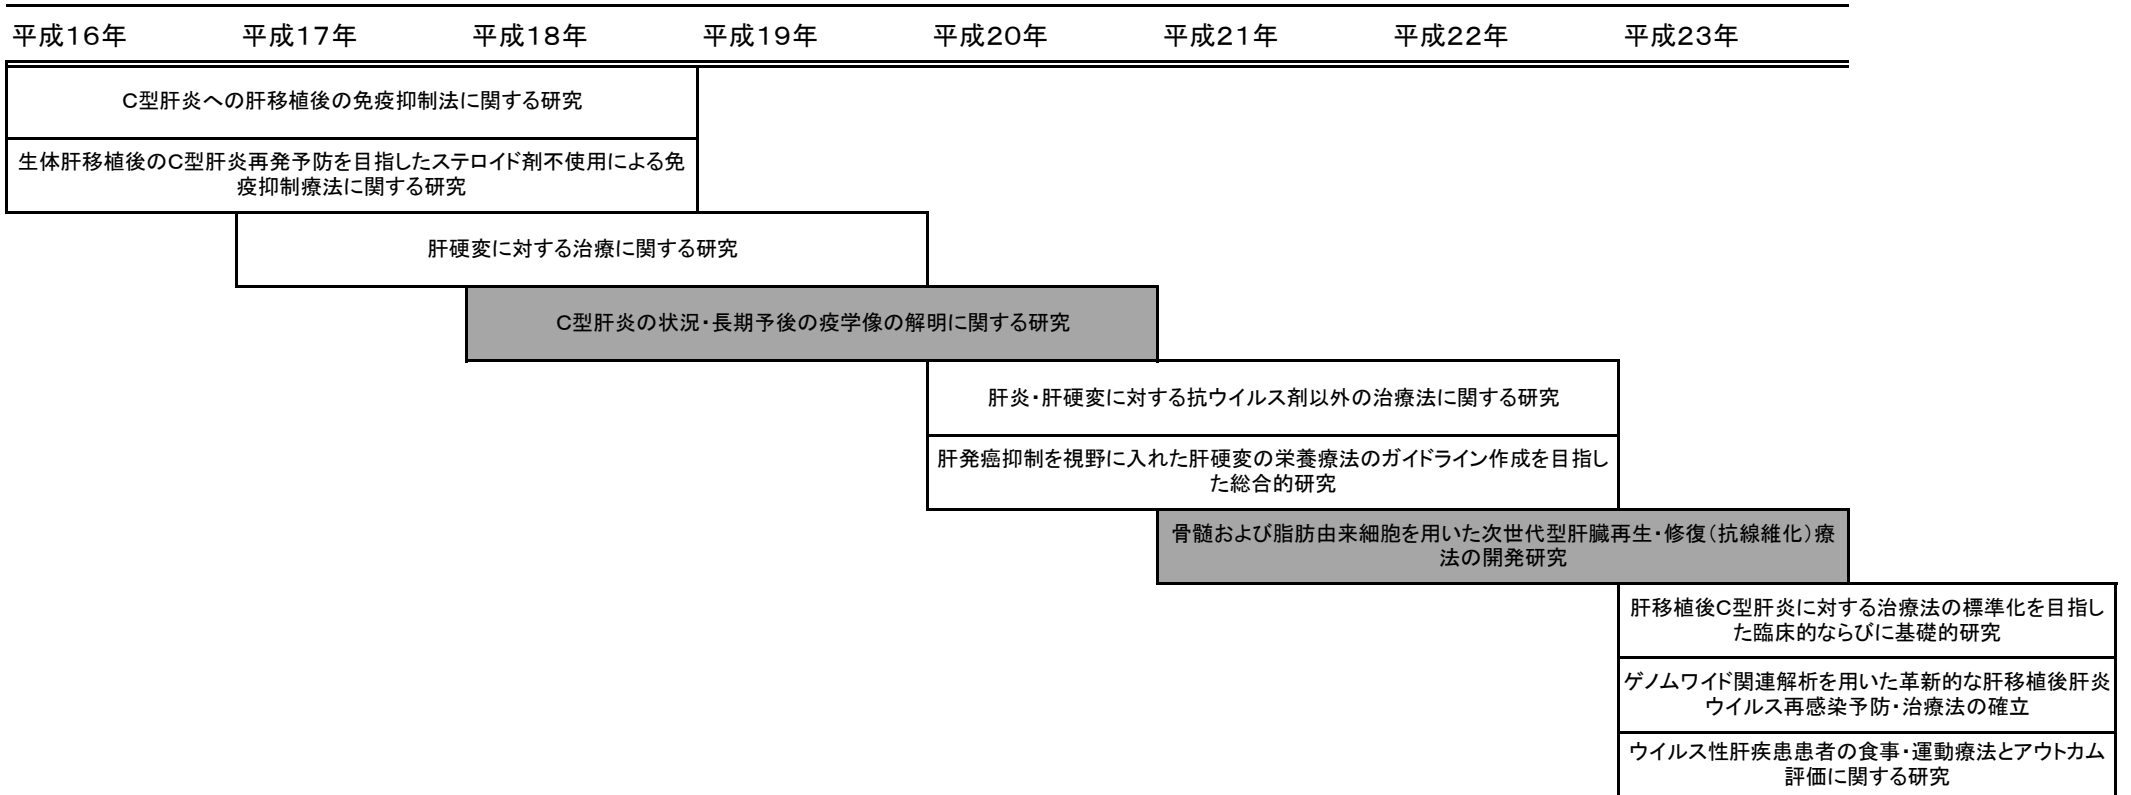 平成16年 平成17年 平成18年 平成19年 平成20年 平成21年 平成22年 平成23年
C型肝炎への肝移植後の免疫抑制法に関する研究
生体肝移植後のC型肝炎再発予防を目指したステロイド剤不使用による免
疫抑制療法に関する研究
肝硬変に対する治療に関する研究
C型肝炎の状況・長期予後の疫学像の解明に関する研究
肝炎・肝硬変に対する抗ウイルス剤以外の治療法に関する研究
肝発癌抑制を視野に入れた肝硬変の栄養療法のガイドライン作成を目指し
た総合的研究
骨髄および脂肪由来細胞を用いた次世代型肝臓再生・修復（抗線維化）療
法の開発研究
肝移植後C型肝炎に対する治療法の標準化を目指し
た臨床的ならびに基礎的研究
ゲノムワイド関連解析を用いた革新的な肝移植後肝炎
ウイルス再感染予防・治療法の確立
ウイルス性肝疾患患者の食事・運動療法とアウトカム
評価に関する研究